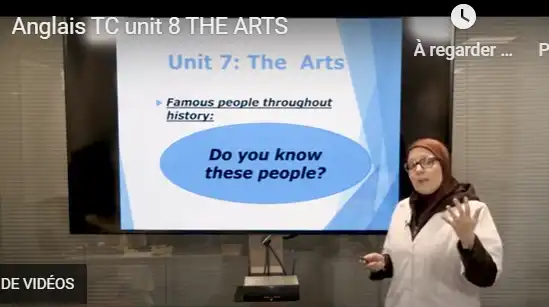 Anglais TC unit 8 THE ARTS
À regarder ...
P
Unit 7: The Arts
Famous people throughout
history:
Do you know
these people?
DE VIDÉOS